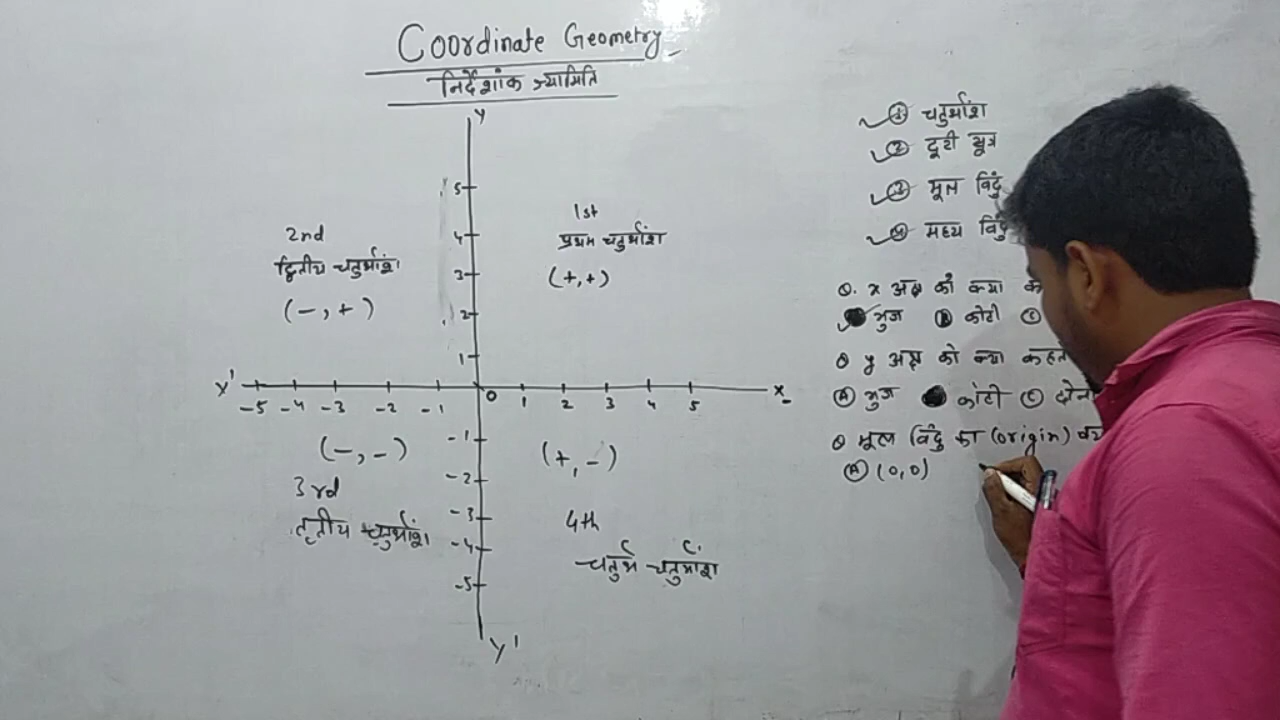 Coordinate Geometry
निर्देशांक ज्यामिति
Y
5
4
3
2
1
2nd
द्वितीय चतुर्थांश
(-, +)
1st
प्रथम चतुर्थांश
(+, +)
X' -5 -4 -3 -2 -1 0 1 2 3 4 5 X
-1
-2
-3
-4
-5
Y'
(-, -)
3rd
तृतीय चतुर्थांश
(+, -)
4th
चतुर्थ चतुर्थांश
① चतुर्थांश
② दूरी सूत्र
③ मूल बिंदु
④ मध्य बिंदु
Q. x अक्ष को क्या
भुज Ⓑ कोटी Ⓒ
Q y अक्ष को क्या कहते
Ⓐ भुज कोटी Ⓒ दोनो
Q मूल बिंदु का (origin)
Ⓐ (0,0)